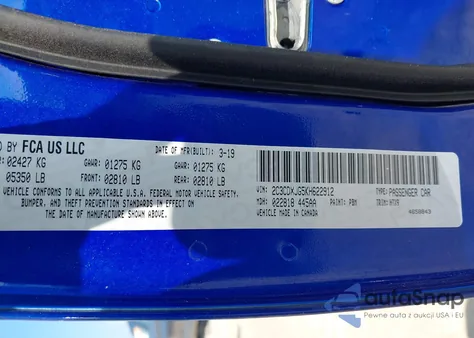 D BY FCA US LLC
DATE OF MFR(BUILT) 3-19
02427 KG GAWR: 01275 KG GAWR: 01275 KG
05350 LB FRONT: 02810 LB REAR: 02810 LB
VEHICLE CONFORMS TO ALL APPLICABLE U.S.A. FEDERAL MOTOR VEHICLE SAFETY,
BUMPER, AND THEFT PREVENTION STANDARDS IN EFFECT ON
THE DATE OF MANUFACTURE SHOWN ABOVE.
VIN: 2C3CDXJG5KH622912 TYPE: PASSENGER CAR
MDH: 022818 445AA PAINT: PBM TRIM:
VEHICLE MADE IN CANADA
autoSnap
Pewne auta z aukcji USA i EU